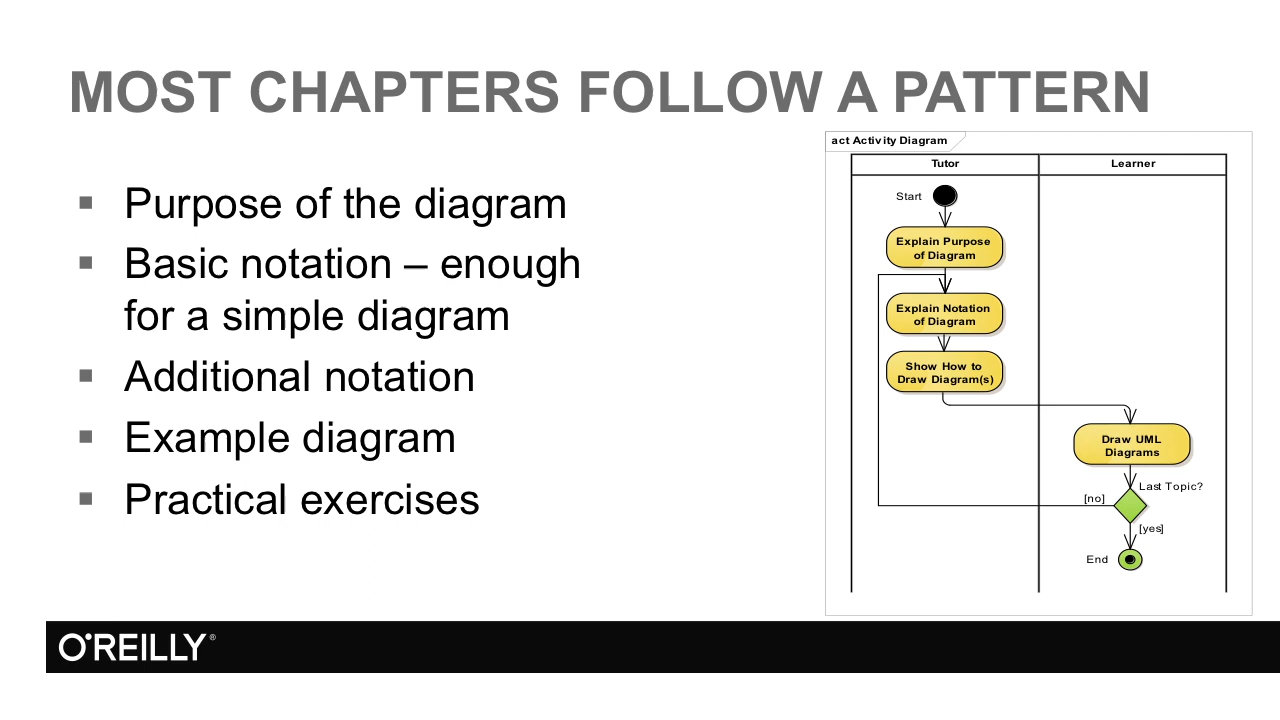 MOST CHAPTERS FOLLOW A PATTERN
▪ Purpose of the diagram
▪ Basic notation – enough
for a simple diagram
▪ Additional notation
▪ Example diagram
▪ Practical exercises
act Activity Diagram
Tutor
Learner
Start
Explain Purpose
of Diagram
Explain Notation
of Diagram
Show How to
Draw Diagram(s)
Draw UML
Diagrams
Last Topic?
[no]
[yes]
End
O'REILLY®